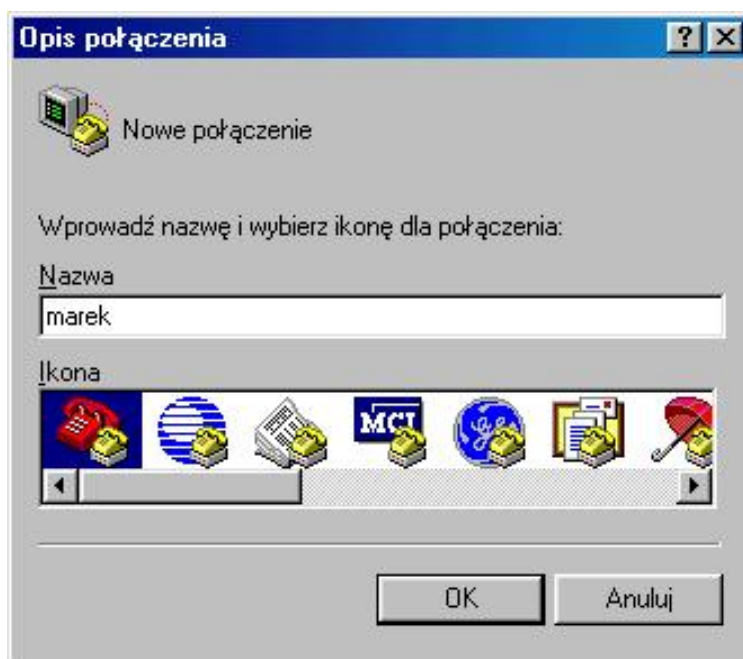 Opis połączenia
Nowe połączenie
Wprowadź nazwę i wybierz ikonę dla połączenia:
Nazwa
marek
Ikona
MCI
OK Anuluj